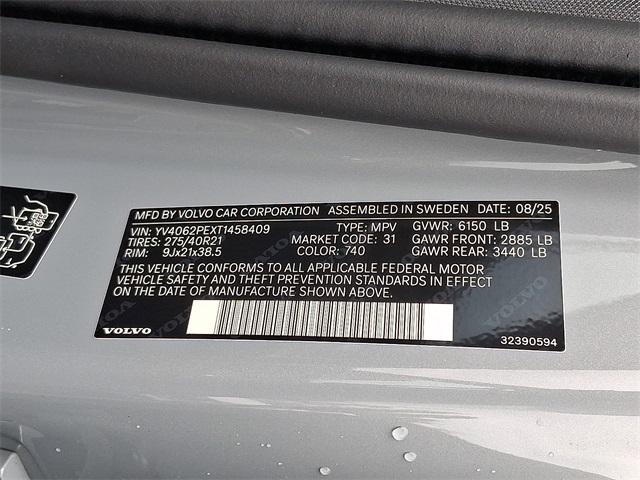 MFD BY VOLVO CAR CORPORATION ASSEMBLED IN SWEDEN DATE: 08/25
VIN: YV4062PEXT1458409 TYPE: MPV GVWR: 6150 LB
TIRES: 275/40R21 MARKET CODE: 31 GAWR FRONT: 2885 LB
RIM: 9Jx21x38.5 COLOR: 740 GAWR REAR: 3440 LB
THIS VEHICLE CONFORMS TO ALL APPLICABLE FEDERAL MOTOR
VEHICLE SAFETY AND THEFT PREVENTION STANDARDS IN EFFECT
ON THE DATE OF MANUFACTURE SHOWN ABOVE.
VOLVO
32390594